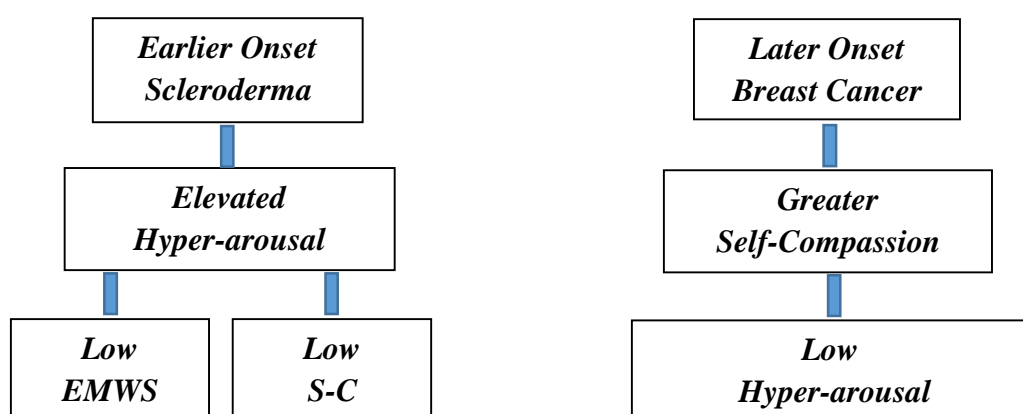 Earlier Onset
Scleroderma
Elevated
Hyper-arousal
Low
EMWS
Low
S-C
Later Onset
Breast Cancer
Greater
Self-Compassion
Low
Hyper-arousal